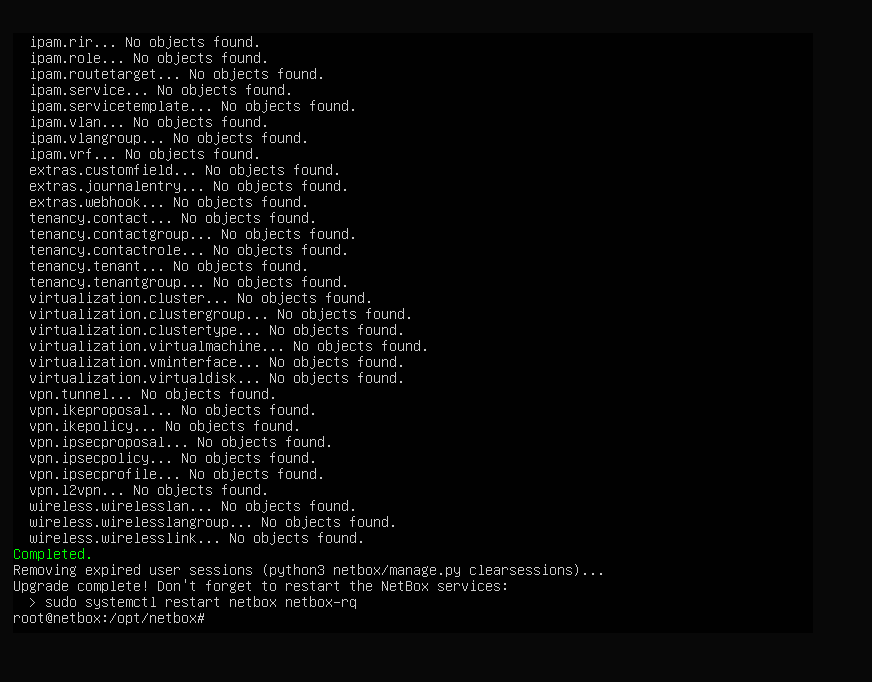 ipam.rir... No objects found.
ipam.role... No objects found.
ipam.routetarget... No objects found.
ipam.service... No objects found.
ipam.servicetemplate... No objects found.
ipam.vlan... No objects found.
ipam.vlangroup... No objects found.
ipam.vrf... No objects found.
extras.customfield... No objects found.
extras.journalentry... No objects found.
extras.webhook... No objects found.
tenancy.contact... No objects found.
tenancy.contactgroup... No objects found.
tenancy.contactrole... No objects found.
tenancy.tenant... No objects found.
tenancy.tenantgroup... No objects found.
virtualization.cluster... No objects found.
virtualization.clustergroup... No objects found.
virtualization.clustertype... No objects found.
virtualization.virtualmachine... No objects found.
virtualization.vminterface... No objects found.
virtualization.virtualdisk... No objects found.
vpn.tunnel... No objects found.
vpn.ikeproposal... No objects found.
vpn.ikepolicy... No objects found.
vpn.ipsecproposal... No objects found.
vpn.ipsecpolicy... No objects found.
vpn.ipsecprofile... No objects found.
vpn.l2vpn... No objects found.
wireless.wirelesslan... No objects found.
wireless.wirelesslangroup... No objects found.
wireless.wirelesslink... No objects found.
Completed.
Removing expired user sessions (python3 netbox/manage.py clearsessions)...
Upgrade complete! Don't forget to restart the NetBox services:
> sudo systemctl restart netbox netbox-rq
root@netbox:/opt/netbox#